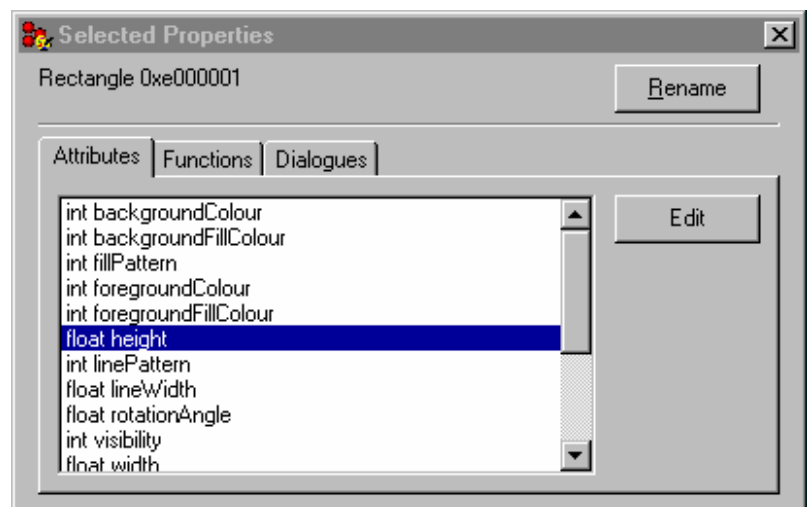 Selected Properties
Rectangle 0xe000001
Rename
Attributes Functions Dialogues
int backgroundColour
Edit
int backgroundFillColour
int fillPattern
int foregroundColour
int foregroundFillColour
float height
int linePattern
float lineWidth
float rotationAngle
int visibility
float width